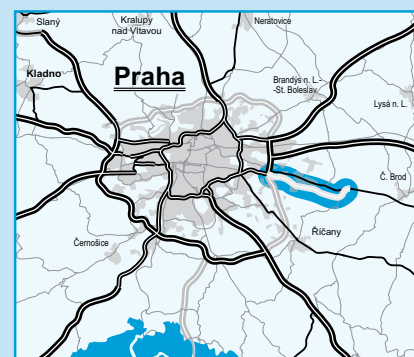 Slaný
Kralupy
nad Vltavou
Neratovice
Kladno
Praha
Brandýs n. L.-
-St. Boleslav
Lysá n. L.
Č. Brod
Říčany
Černošice